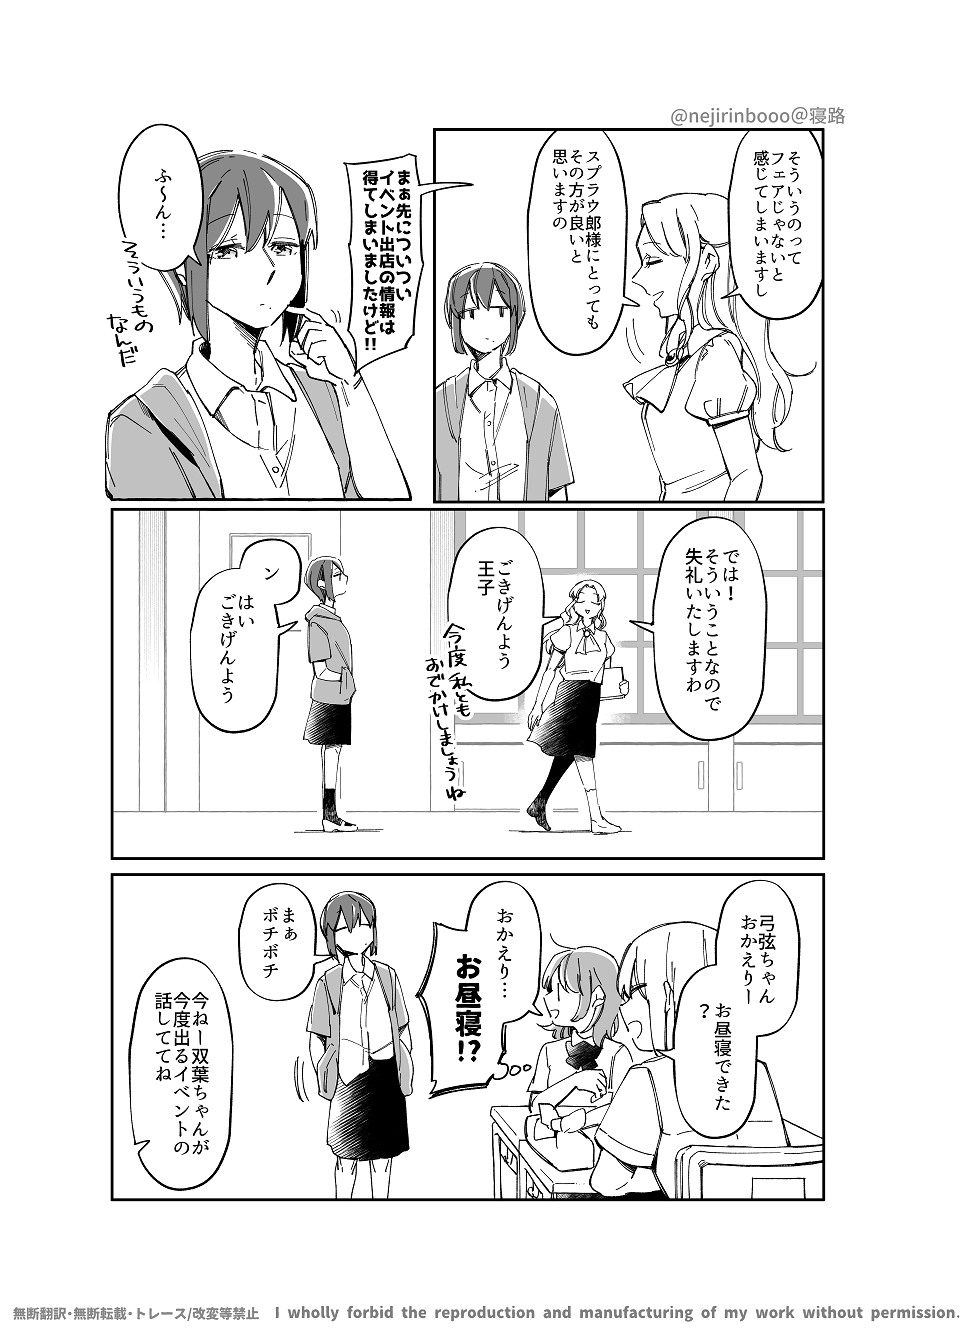 @nejirinbooo@寝路
そういうのって
フェアじゃないと
感じてしまいますし
スプラウ郎様にとっても
その方が良いと
思いますの
まぁ先についつい
イベント出店の情報は
得てしまいましたけど!!
ふ〜ん…
そういうもの
なんだ
では!
そういうことなので
失礼いたしますわ
ごきげんよう
王子
今度 私とも
おでかけしましょうね
ン
はい
ごきげんよう
弓弦ちゃん
おかえりー
お昼寝できた
?
おかえり…
お昼寝!?
まぁ
ボチボチ
今ねー双葉ちゃんが
今度出るイベントの
話ししててね
無断翻訳・無断転載・トレース/改変等禁止 I wholly forbid the reproduction and manufacturing of my work without permission.